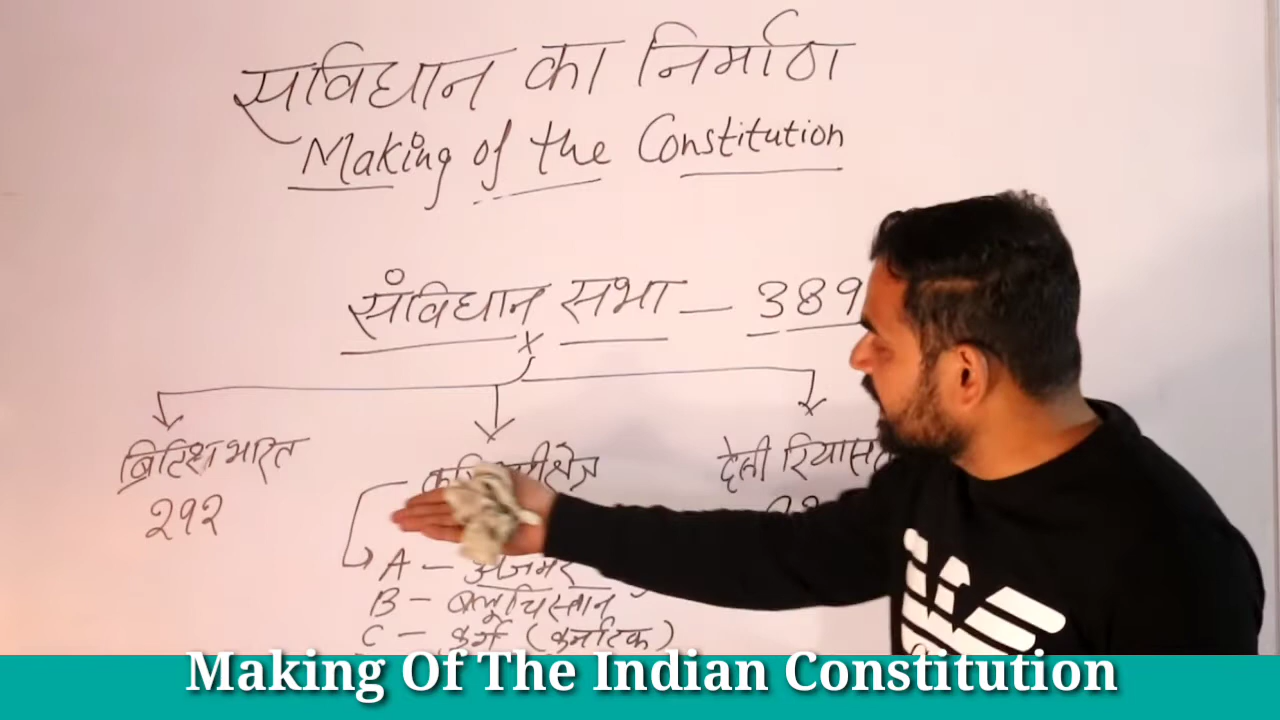 संविधान का निर्माण
Making of the Constitution
संविधान सभा — 389
ब्रिटिश भारत
देशी
292
A — अजमेर
B — बलूचिस्तान
C — कुर्ग (कर्नाटक)
Making Of The Indian Constitution